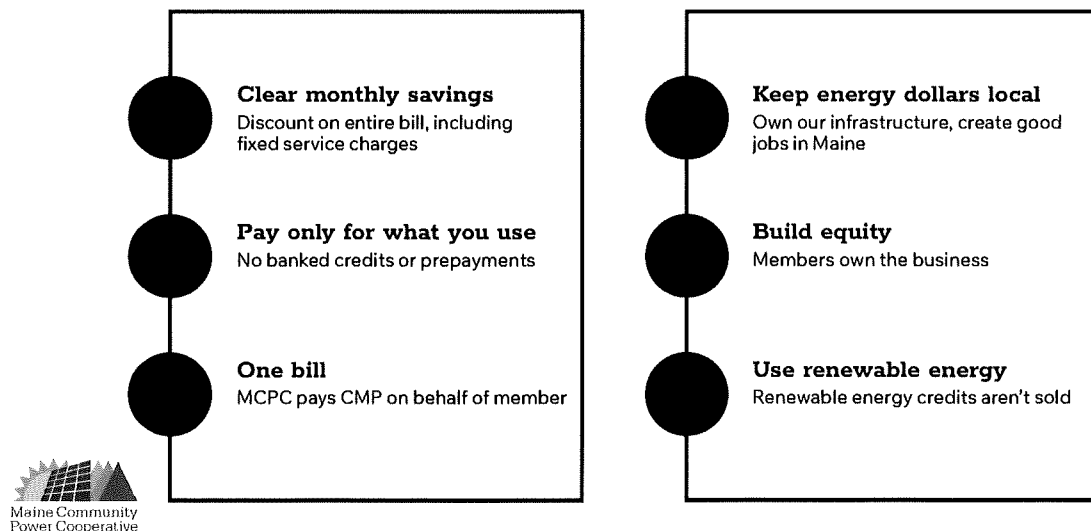 Clear monthly savings
Discount on entire bill, including
fixed service charges
Pay only for what you use
No banked credits or prepayments
One bill
MCPC pays CMP on behalf of member
Keep energy dollars local
Own our infrastructure, create good
jobs in Maine
Build equity
Members own the business
Use renewable energy
Renewable energy credits aren't sold
Maine Community
Power Cooperative